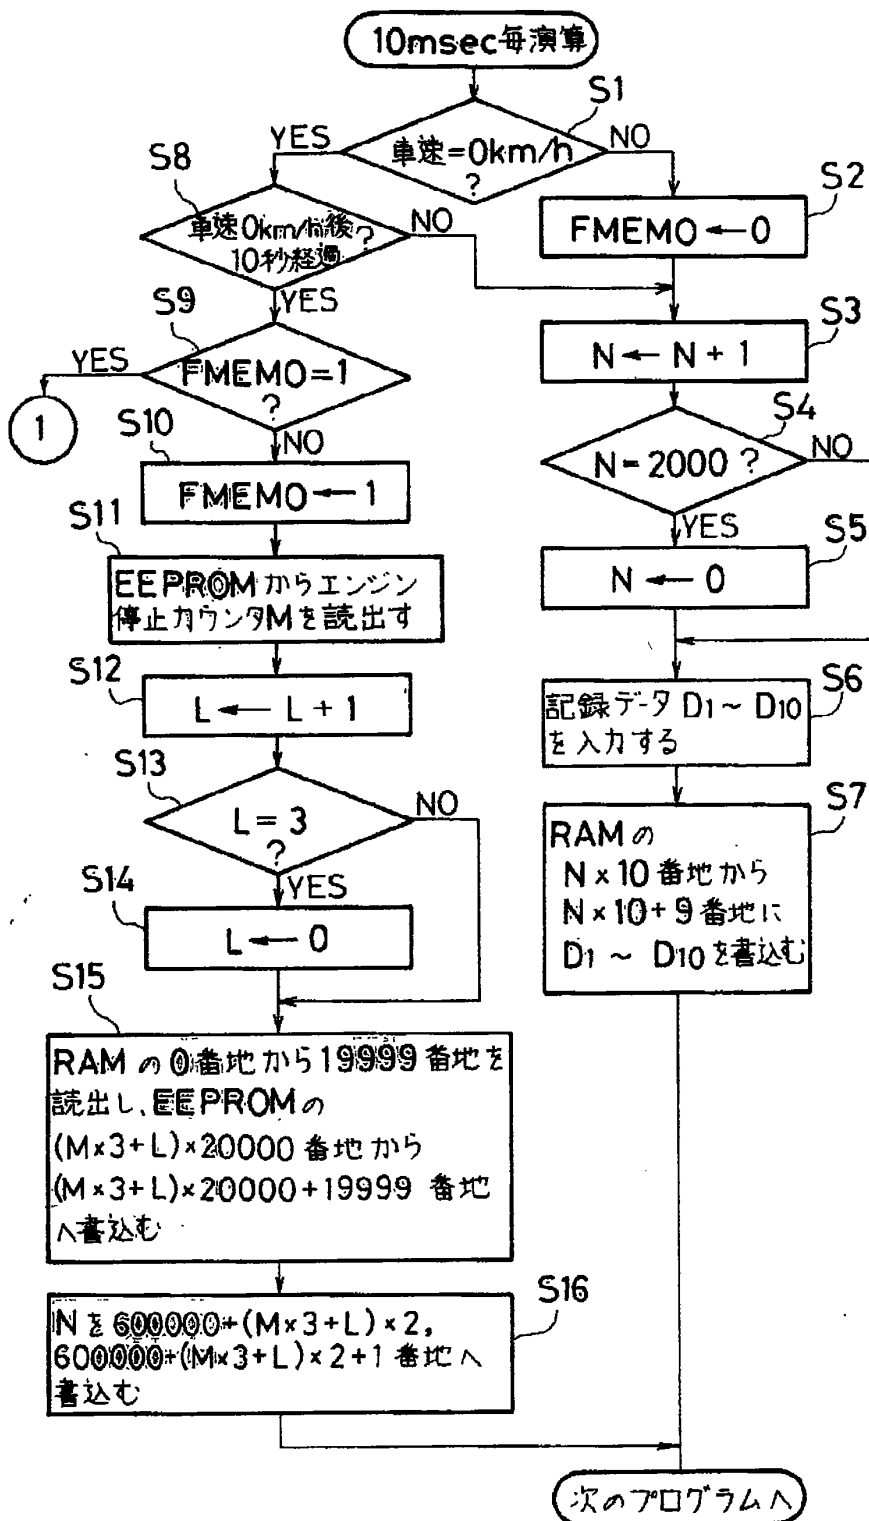 10msec毎演算
S1
車速=0km/h
?
YES
NO
S8
車速0km/h後
10秒経過?
NO
YES
S2
FMEMO←0
S9
FMEMO=1
?
YES
NO
1
S3
N←N+1
S4
N=2000?
NO
YES
S10
FMEMO←1
S5
N←0
S11
EEPROMからエンジン
停止カウンタMを読出す
S12
L←L+1
S6
記録データD1~D10
を入力する
S13
L=3
?
NO
YES
S7
RAMの
N×10番地から
N×10+9番地に
D1~D10を書込む
S14
L←0
S15
RAMの0番地から19999番地を
読出し、EEPROMの
(M×3+L)×20000番地から
(M×3+L)×20000+19999番地
へ書込む
S16
Nを600000+(M×3+L)×2,
600000+(M×3+L)×2+1番地へ
書込む
次のプログラムへ